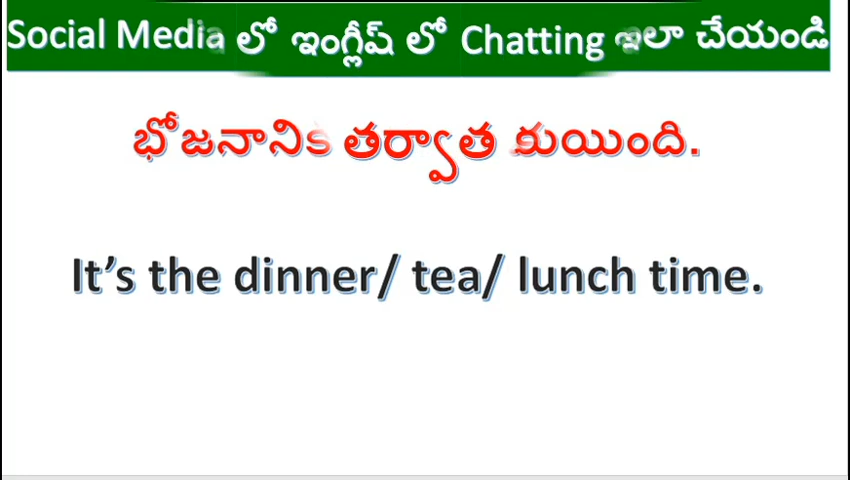 Social Media లో ఇంగ్లీష్ లో Chatting ఇలా చేయండి
భోజనానిక తర్వాత కుయింది.
It's the dinner/ tea/ lunch time.